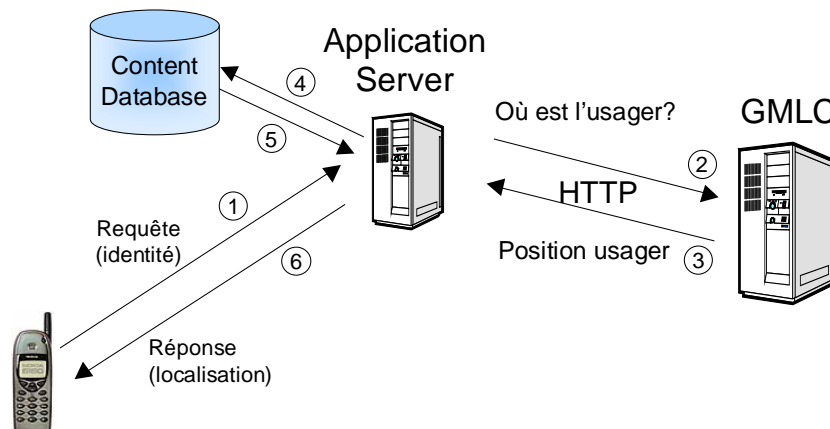 Application
Server
Content
Database
4
5
Où est l'usager?
GMLC
2
HTTP
1
Requête
(identité)
Position usager
3
6
Réponse
(localisation)